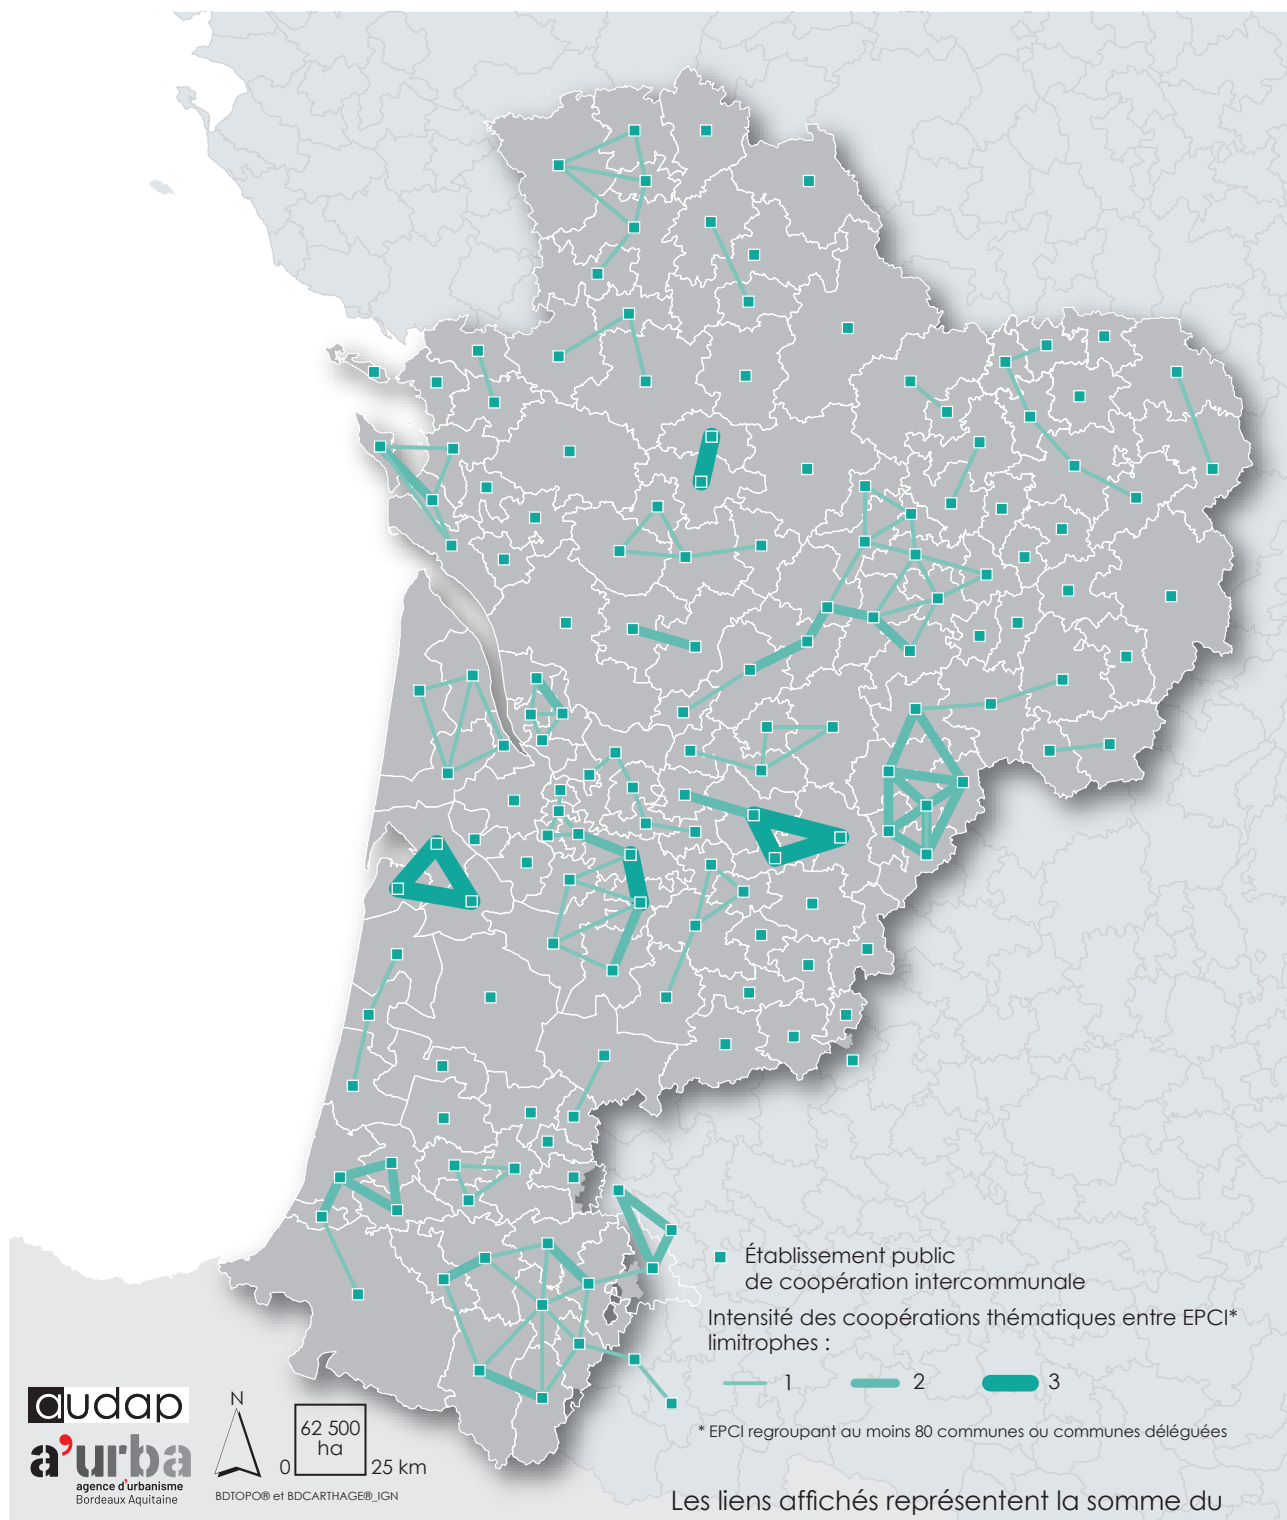 Établissement public
de coopération intercommunale
Intensité des coopérations thématiques entre EPCI*
limitrophes :
1
2
3
* EPCI regroupant au moins 80 communes ou communes déléguées
audap
a'urba
agence d'urbanisme
Bordeaux Aquitaine
N
62 500
ha
0
25 km
BDTOPO® et BDCARTHAGE®_IGN
Les liens affichés représentent la somme du